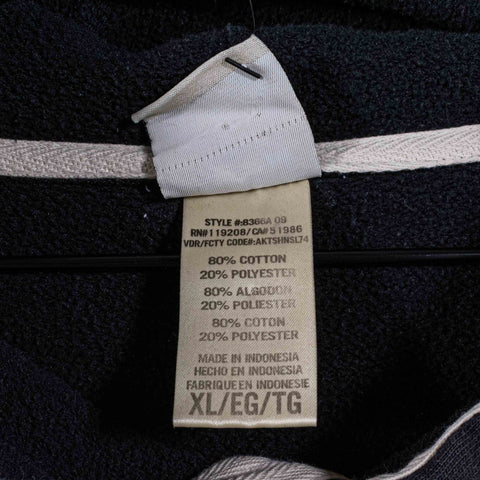 STYLE #:8366A 09
RN#119208/CA#51986
VDR/FCTY CODE#:AKTSHNSL74
80% COTTON
20% POLYESTER
80% ALGODON
20% POLIESTER
80% COTON
20% POLYESTER
MADE IN INDONESIA
HECHO EN INDONESIA
FABRIQUE EN INDONESIE
XL/EG/TG